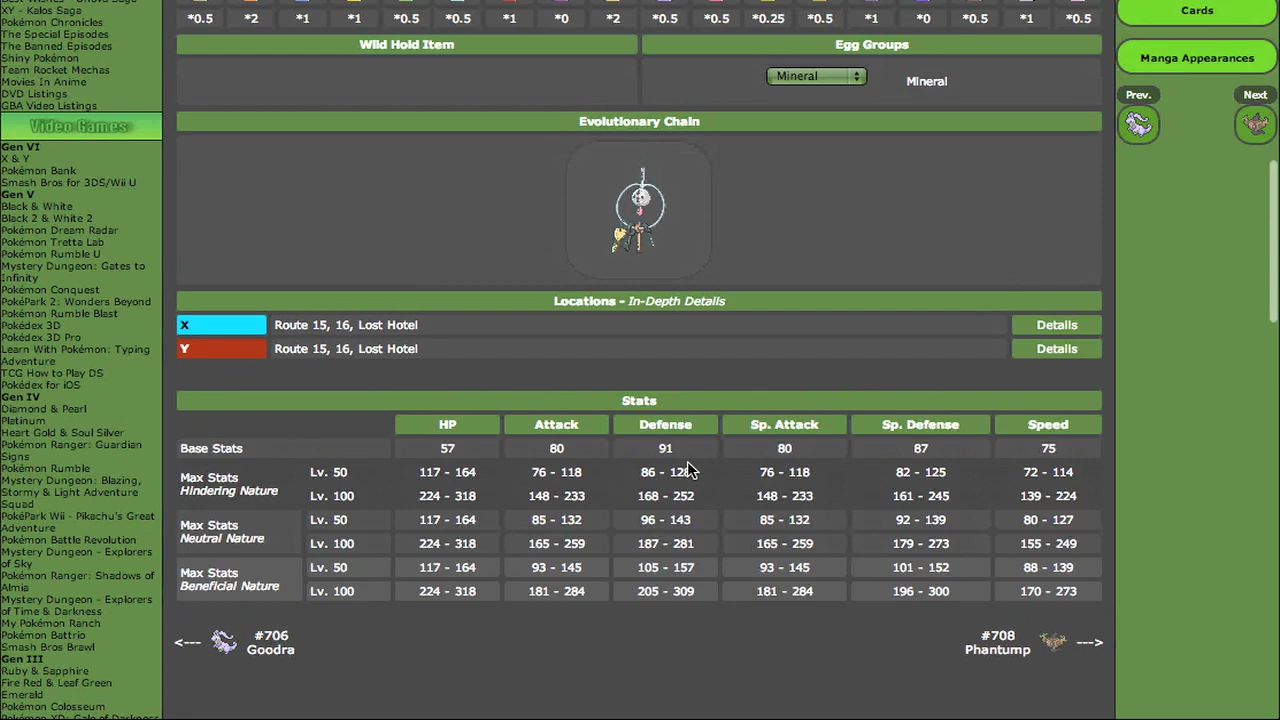 XY - Kalos Saga
Pokémon Chronicles
The Special Episodes
The Banned Episodes
Shiny Pokémon
Team Rocket Mechas
Movies In Anime
DVD Listings
GBA Video Listings
Video Games
Gen VI
X & Y
Pokémon Bank
Smash Bros for 3DS/Wii U
Gen V
Black & White
Black 2 & White 2
Pokémon Dream Radar
Pokémon Tretta Lab
Pokémon Rumble U
Mystery Dungeon: Gates to
Infinity
Pokémon Conquest
PokéPark 2: Wonders Beyond
Pokémon Rumble Blast
Pokédex 3D
Pokédex 3D Pro
Learn With Pokémon: Typing
Adventure
TCG How to Play DS
Pokédex for iOS
Gen IV
Diamond & Pearl
Platinum
Heart Gold & Soul Silver
Pokémon Ranger: Guardian
Signs
Pokémon Rumble
Mystery Dungeon: Blazing,
Stormy & Light Adventure
Squad
PokéPark Wii - Pikachu's Great
Adventure
Pokémon Battle Revolution
Mystery Dungeon - Explorers
of Sky
Pokémon Ranger: Shadows of
Almia
Mystery Dungeon - Explorers
of Time & Darkness
My Pokémon Ranch
Pokémon Battrio
Smash Bros Brawl
Gen III
Ruby & Sapphire
Fire Red & Leaf Green
Emerald
Pokémon Colosseum
Pokémon XD: Gale of Darkness
*0.5 *2 *1 *1 *0.5 *0.5 *1 *0 *2 *0.5 *0.5 *0.25 *0.5 *1 *0 *0.5 *1 *0.5
Wild Hold Item Egg Groups
Mineral Mineral
Evolutionary Chain
Locations - In-Depth Details
X Route 15, 16, Lost Hotel Details
Y Route 15, 16, Lost Hotel Details
Stats
HP Attack Defense Sp. Attack Sp. Defense Speed
Base Stats 57 80 91 80 87 75
Max Stats
Hindering Nature
Lv. 50 117 - 164 76 - 118 86 - 128 76 - 118 82 - 125 72 - 114
Lv. 100 224 - 318 148 - 233 168 - 252 148 - 233 161 - 245 139 - 224
Max Stats
Neutral Nature
Lv. 50 117 - 164 85 - 132 96 - 143 85 - 132 92 - 139 80 - 127
Lv. 100 224 - 318 165 - 259 187 - 281 165 - 259 179 - 273 155 - 249
Max Stats
Beneficial Nature
Lv. 50 117 - 164 93 - 145 105 - 157 93 - 145 101 - 152 88 - 139
Lv. 100 224 - 318 181 - 284 205 - 309 181 - 284 196 - 300 170 - 273
<--- #706
Goodra
#708 --->
Phantump
Cards
Manga Appearances
Prev. Next